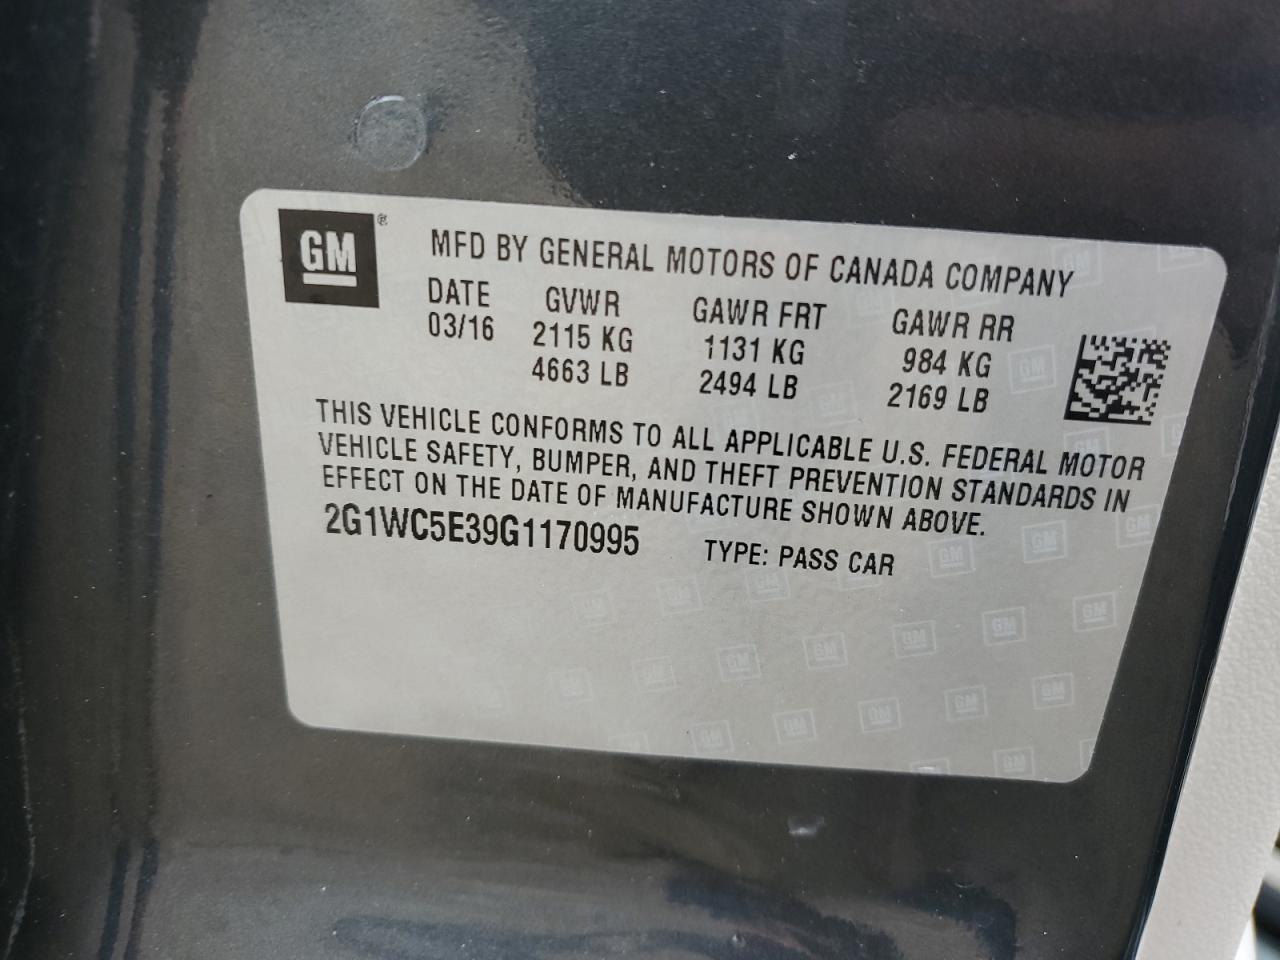 GM ®
MFD BY GENERAL MOTORS OF CANADA COMPANY
DATE GVWR GAWR FRT GAWR RR
03/16 2115 KG 1131 KG 984 KG
4663 LB 2494 LB 2169 LB
THIS VEHICLE CONFORMS TO ALL APPLICABLE U.S. FEDERAL MOTOR
VEHICLE SAFETY, BUMPER, AND THEFT PREVENTION STANDARDS IN
EFFECT ON THE DATE OF MANUFACTURE SHOWN ABOVE.
2G1WC5E39G1170995 TYPE: PASS CAR